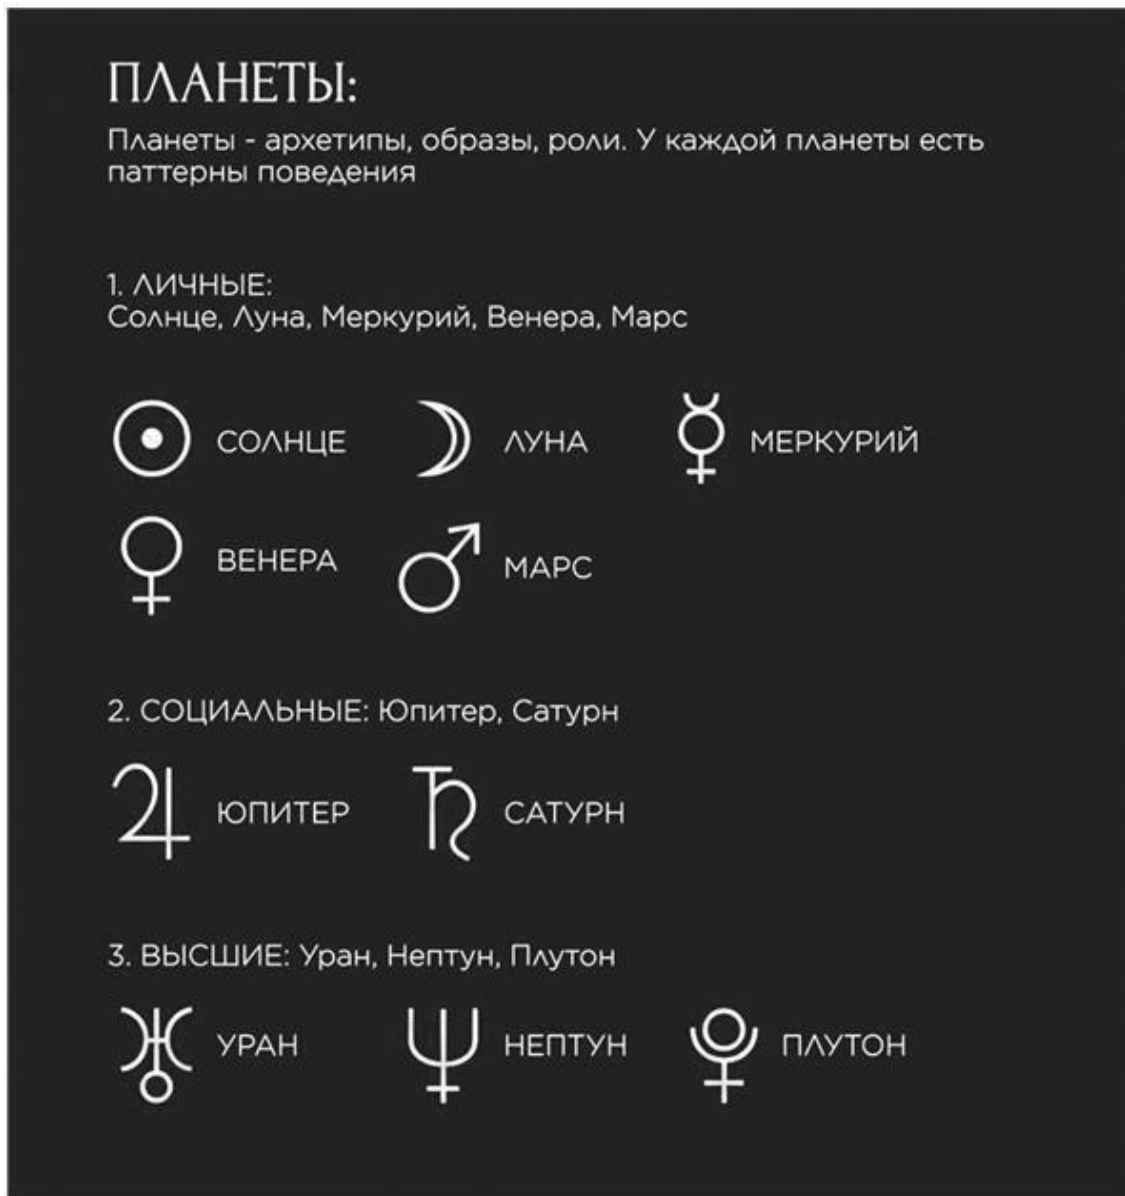 ПЛАНЕТЫ:
Планеты - архетипы, образы, роли. У каждой планеты есть
паттерны поведения
1. ЛИЧНЫЕ:
Солнце, Луна, Меркурий, Венера, Марс
СОЛНЦЕ ЛУНА МЕРКУРИЙ
ВЕНЕРА МАРС
2. СОЦИАЛЬНЫЕ: Юпитер, Сатурн
ЮПИТЕР САТУРН
3. ВЫСШИЕ: Уран, Нептун, Плутон
УРАН НЕПТУН ПЛУТОН